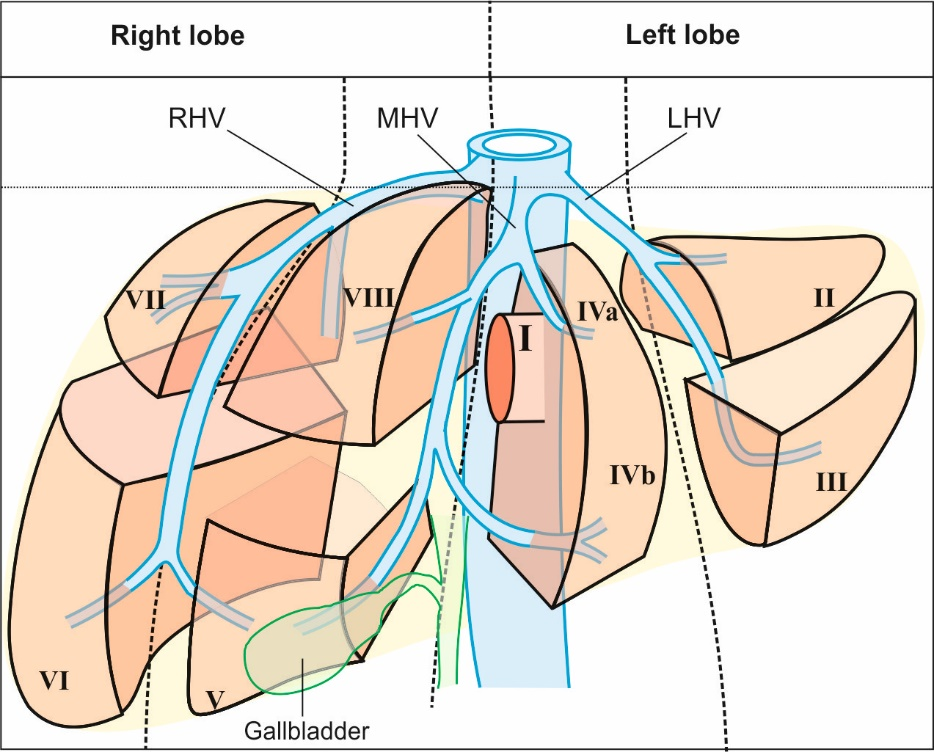 Right lobe
Left lobe
RHV
MHV
LHV
VII
VIII
I
IVa
II
IVb
III
VI
V
Gallbladder